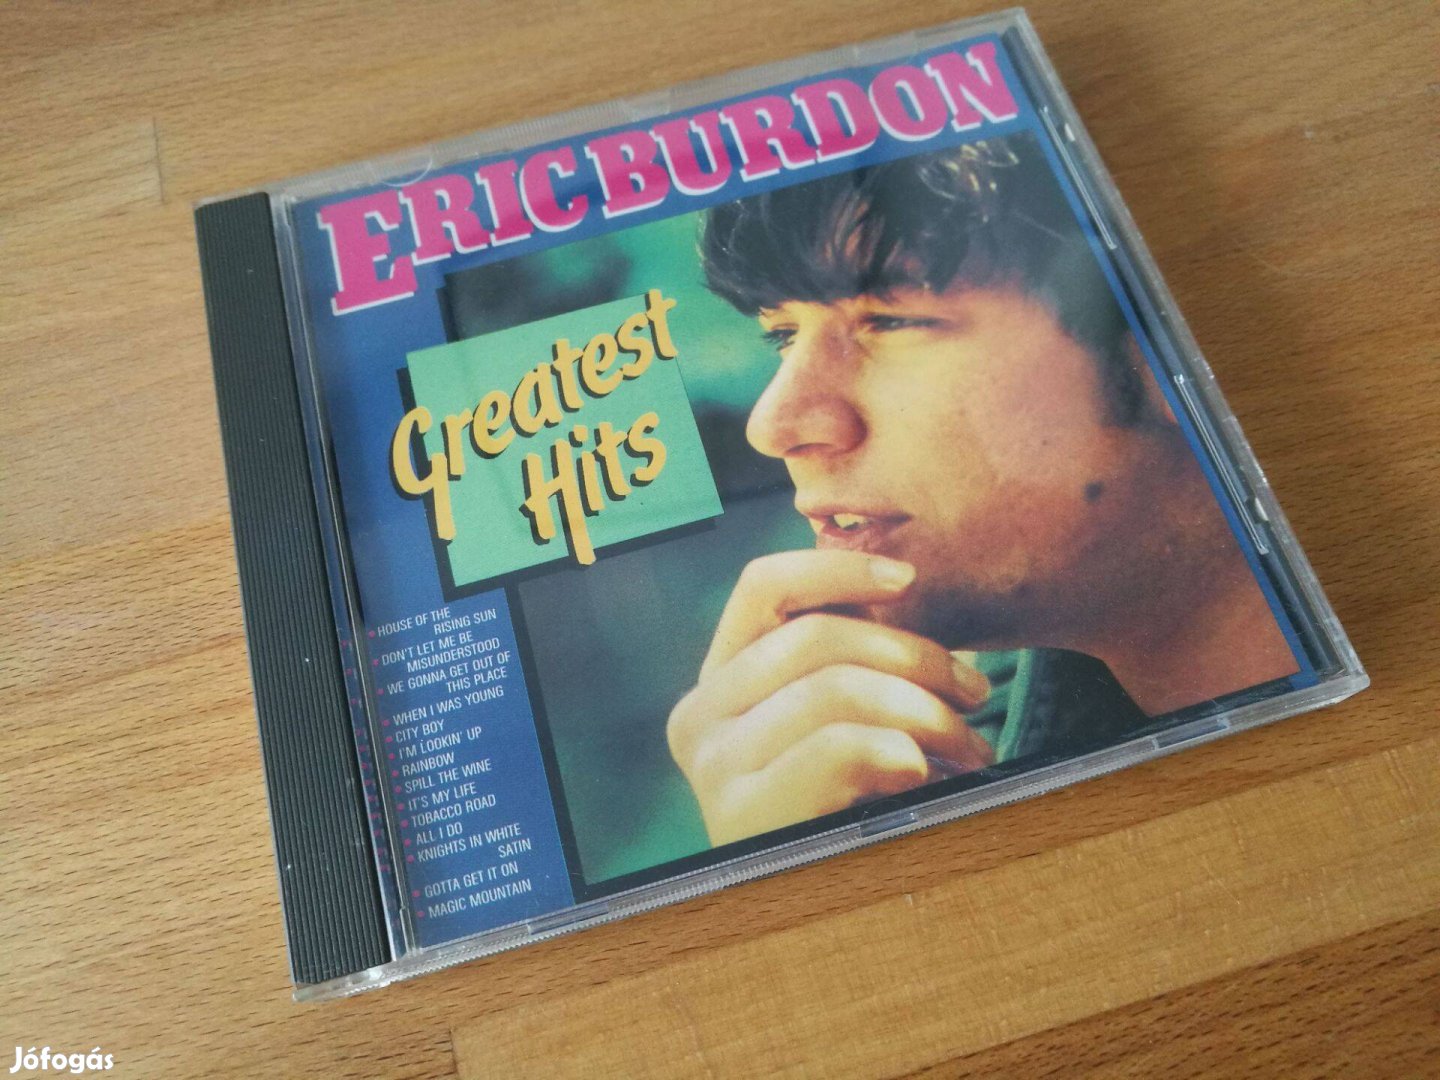 ERIC BURDON
Greatest
Hits
HOUSE OF THE
RISING SUN
DON'T LET ME BE
MISUNDERSTOOD
WE GONNA GET OUT OF
THIS PLACE
WHEN I WAS YOUNG
CITY BOY
I'M LOOKIN' UP
RAINBOW
SPILL THE WINE
IT'S MY LIFE
TOBACCO ROAD
ALL I DO
KNIGHTS IN WHITE
SATIN
GOTTA GET IT ON
MAGIC MOUNTAIN
Jófogás